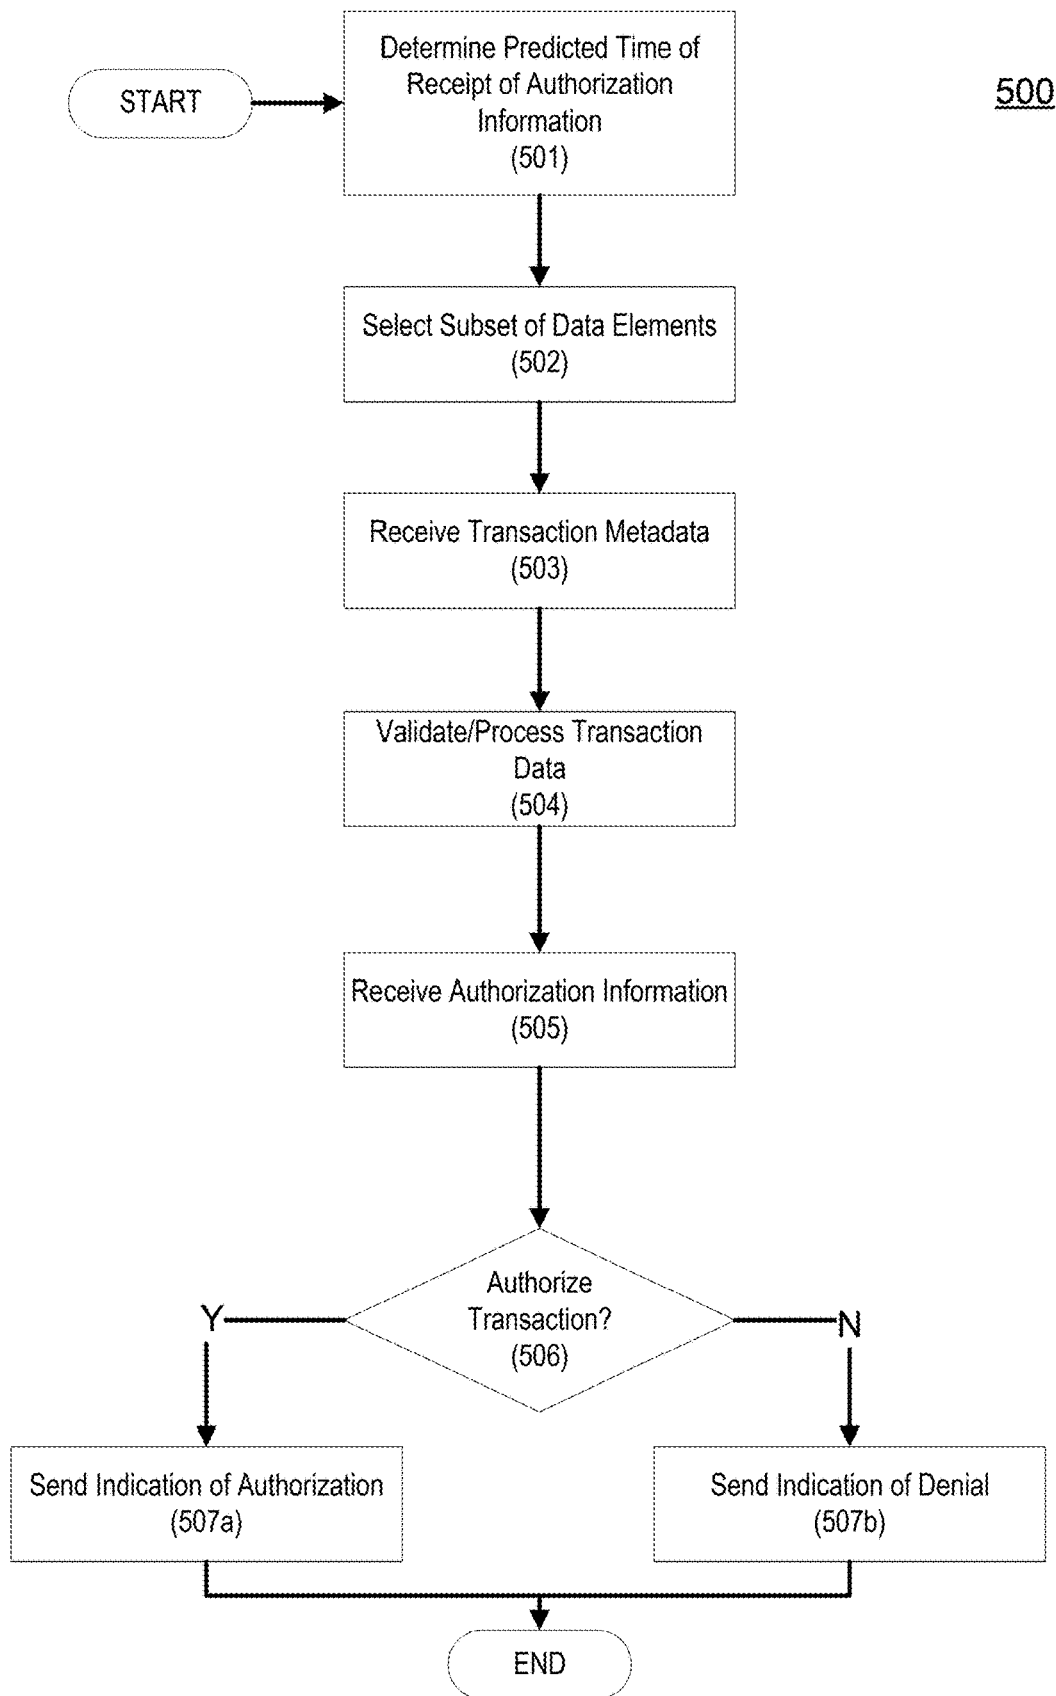 START
Determine Predicted Time of
Receipt of Authorization
Information
(501)
500
Select Subset of Data Elements
(502)
Receive Transaction Metadata
(503)
Validate/Process Transaction
Data
(504)
Receive Authorization Information
(505)
Authorize
Transaction?
(506)
Y
N
Send Indication of Authorization
(507a)
Send Indication of Denial
(507b)
END